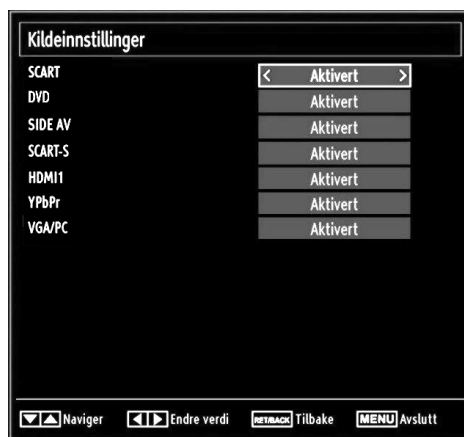 Kildeinnstillinger
SCART < Aktivert >
DVD Aktivert
SIDE AV Aktivert
SCART-S Aktivert
HDMI1 Aktivert
YPbPr Aktivert
VGA/PC Aktivert
▼▲ Naviger ◀▶ Endre verdi RET/BACK Tilbake MENU Avslutt